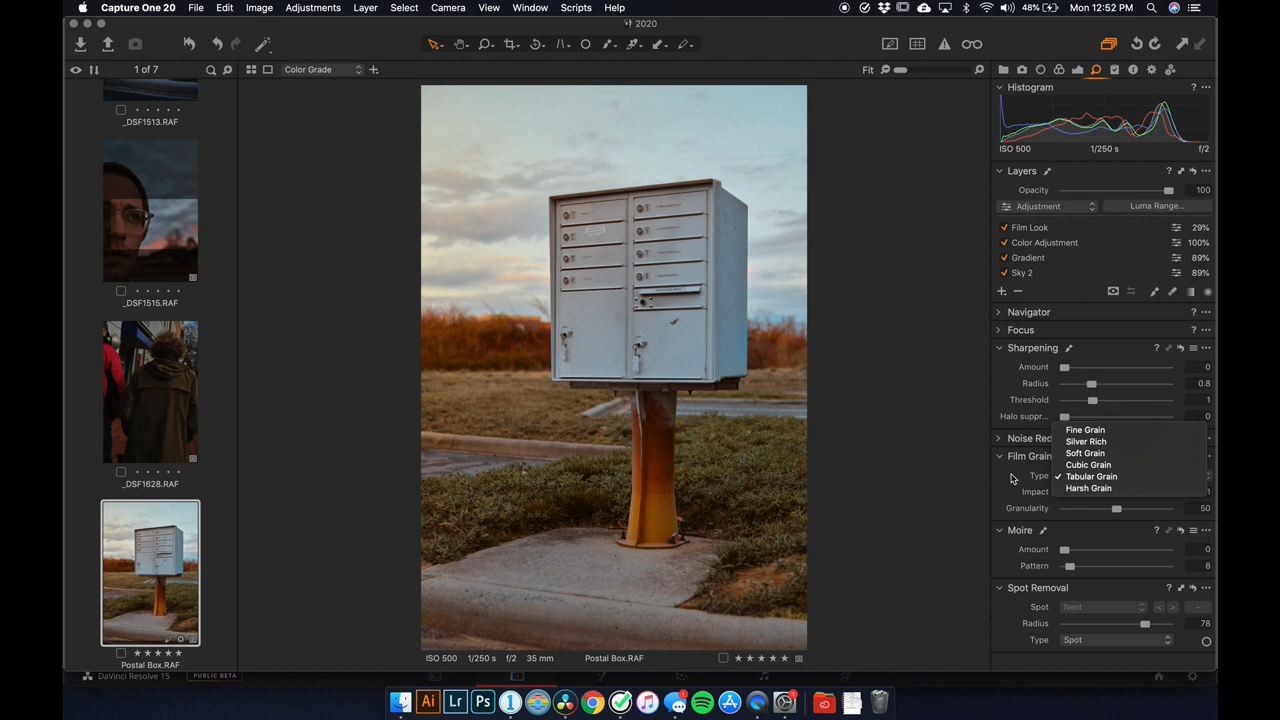 Capture One 20 File Edit Image Adjustments Layer Select Camera View Window Scripts Help 48% Mon 12:52 PM
2020
1 of 7 Color Grade Fit
_DSF1513.RAF
_DSF1515.RAF
_DSF1628.RAF
Postal Box.RAF
ISO 500 1/250 s f/2 35 mm Postal Box.RAF
Histogram
ISO 500 1/250 s f/2
Layers
Opacity 100
Adjustment Luma Range...
Film Look 29%
Color Adjustment 100%
Gradient 89%
Sky 2 89%
Navigator
Focus
Sharpening
Amount 0
Radius 0.8
Threshold 1
Halo suppr... 0
Noise Red
Film Grain
Type
Impact 1
Granularity 50
Fine Grain
Silver Rich
Soft Grain
Cubic Grain
Tabular Grain
Harsh Grain
Moire
Amount 0
Pattern 8
Spot Removal
Spot Next
Radius 78
Type Spot
DaVinci Resolve 15 PUBLIC BETA
Ai Lr Ps 1